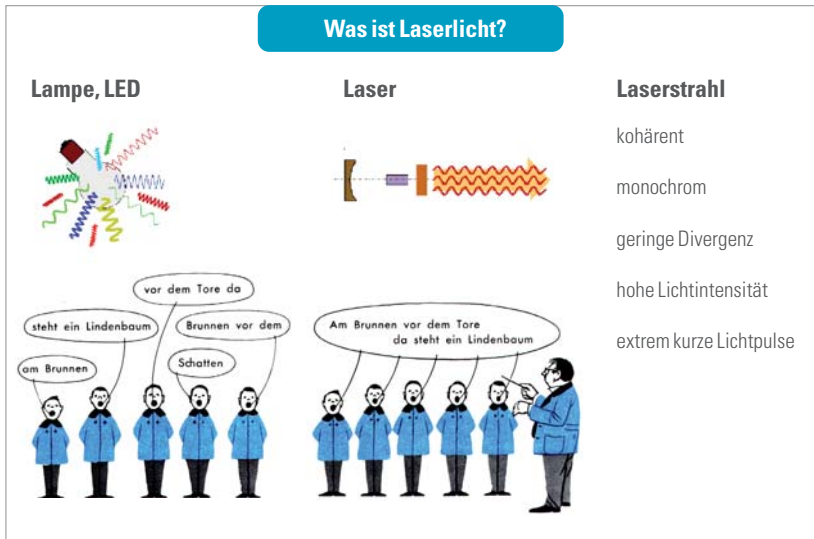 Was ist Laserlicht?
Lampe, LED
Laser
Laserstrahl
kohärent
monochrom
geringe Divergenz
hohe Lichtintensität
extrem kurze Lichtpulse
vor dem Tore da
steht ein Lindenbaum
Brunnen vor dem
am Brunnen
Schatten
Am Brunnen vor dem Tore
da steht ein Lindenbaum